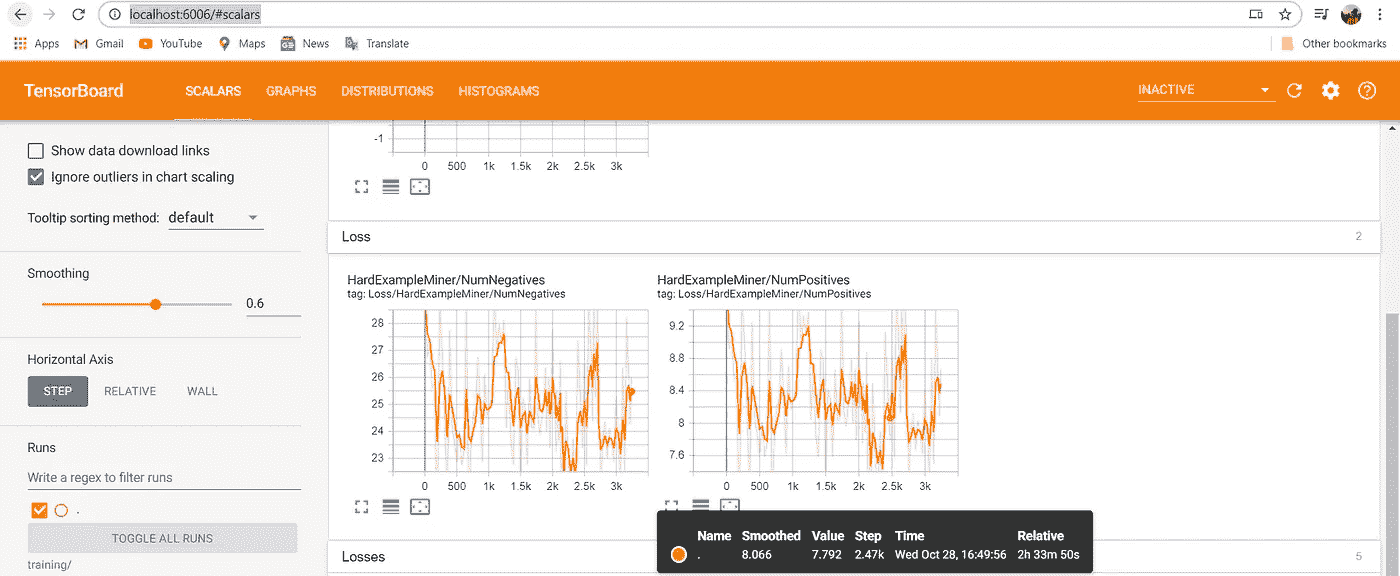 localhost:6006/#scalars
Apps Gmail YouTube Maps News Translate Other bookmarks
TensorBoard SCALARS GRAPHS DISTRIBUTIONS HISTOGRAMS INACTIVE
Show data download links
Ignore outliers in chart scaling
Tooltip sorting method: default
Smoothing
0.6
Horizontal Axis
STEP RELATIVE WALL
Runs
Write a regex to filter runs
.
TOGGLE ALL RUNS
training/
-1
0 500 1k 1.5k 2k 2.5k 3k
Loss 2
HardExampleMiner/NumNegatives
tag: Loss/HardExampleMiner/NumNegatives
28
27
26
25
24
23
0 500 1k 1.5k 2k 2.5k 3k
HardExampleMiner/NumPositives
tag: Loss/HardExampleMiner/NumPositives
9.2
8.8
8.4
8
7.6
0 500 1k 1.5k 2k 2.5k 3k
Name Smoothed Value Step Time Relative
. 8.066 7.792 2.47k Wed Oct 28, 16:49:56 2h 33m 50s
Losses 5